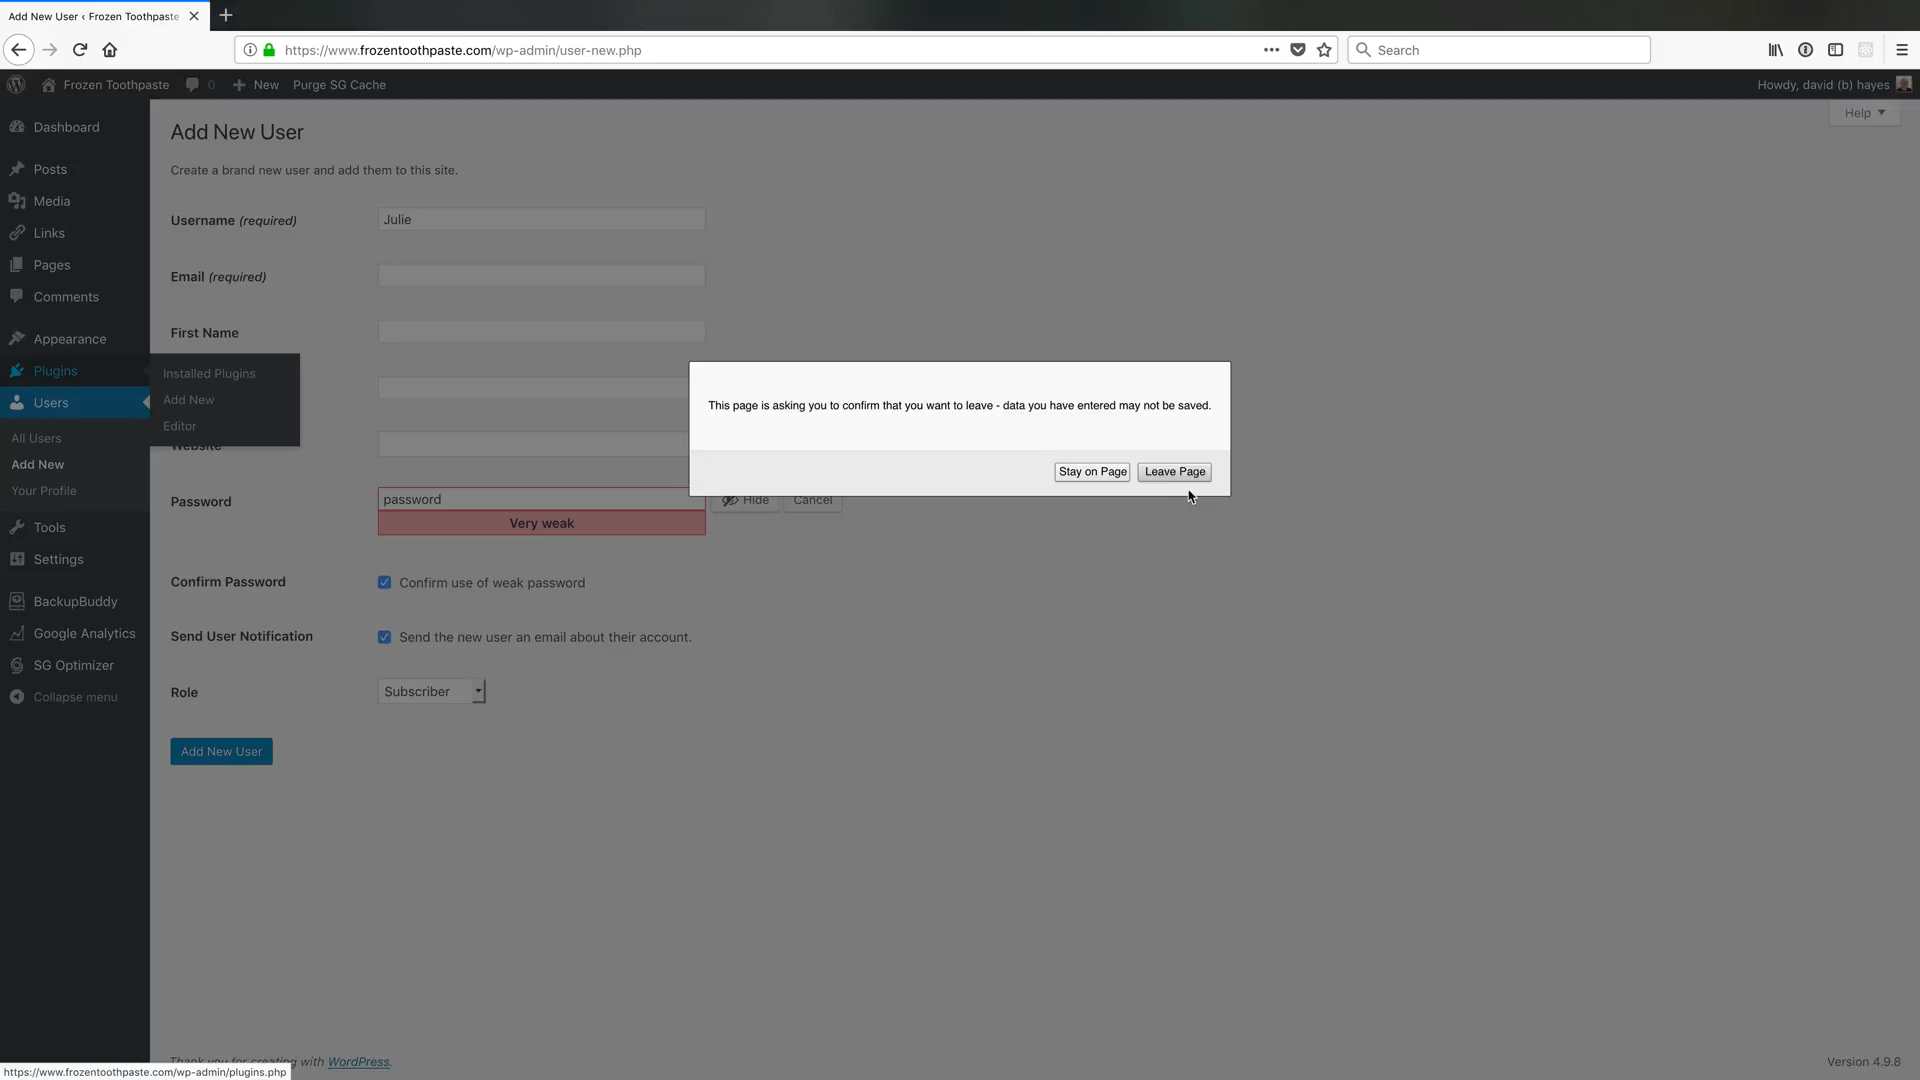 Add New User ‹ Frozen Toothpaste
https://www.frozentoothpaste.com/wp-admin/user-new.php
Search
Frozen Toothpaste
0
New
Purge SG Cache
Howdy, david (b) hayes
Help
Dashboard
Posts
Media
Links
Pages
Comments
Appearance
Plugins
Users
All Users
Add New
Your Profile
Tools
Settings
BackupBuddy
Google Analytics
SG Optimizer
Collapse menu
Installed Plugins
Add New
Editor
Add New User
Create a brand new user and add them to this site.
Username (required)
Julie
Email (required)
First Name
Website
Password
password
Hide
Cancel
Very weak
Confirm Password
Confirm use of weak password
Send User Notification
Send the new user an email about their account.
Role
Subscriber
Add New User
This page is asking you to confirm that you want to leave - data you have entered may not be saved.
Stay on Page
Leave Page
Thank you for creating with WordPress.
Version 4.9.8
https://www.frozentoothpaste.com/wp-admin/plugins.php